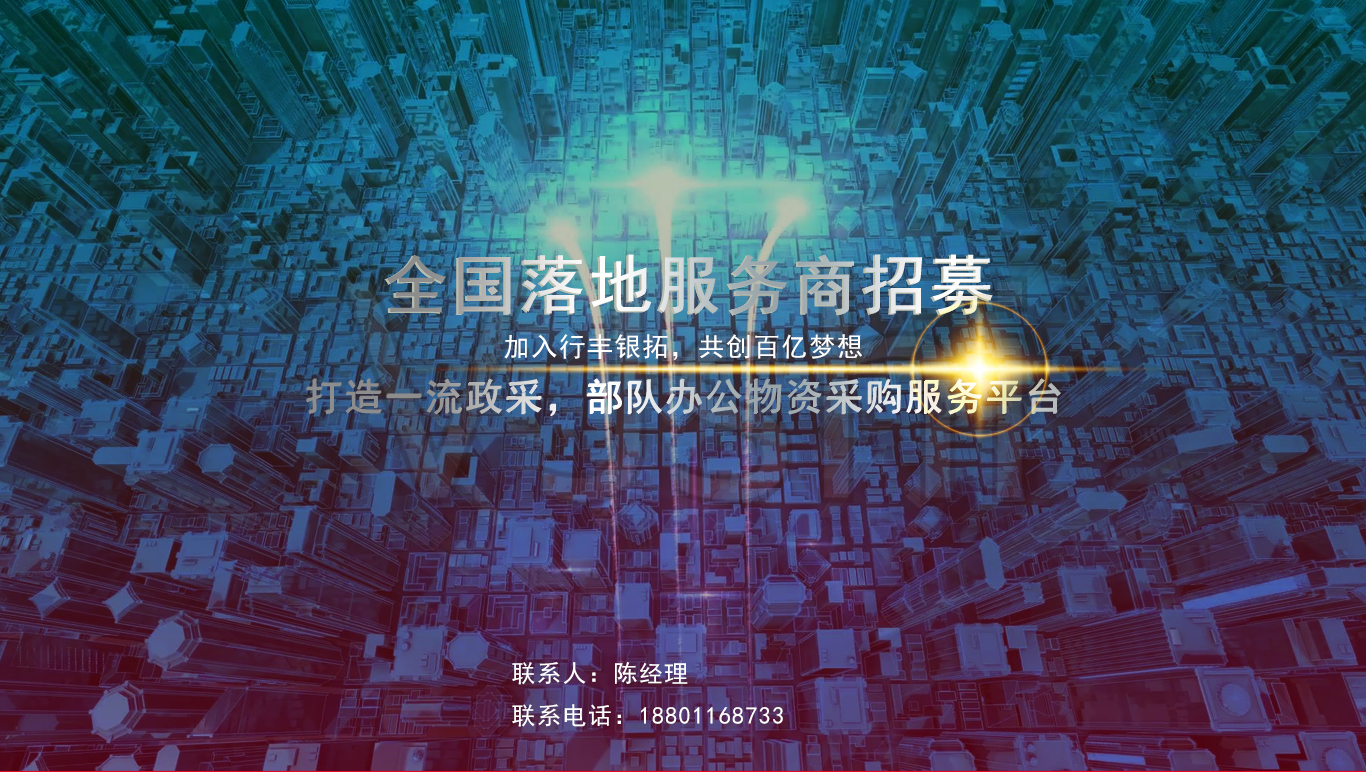 全国落地服务商招募
加入行丰银拓，共创百亿梦想
打造一流政采，部队办公物资采购服务平台
联系人：陈经理
联系电话：18801168733